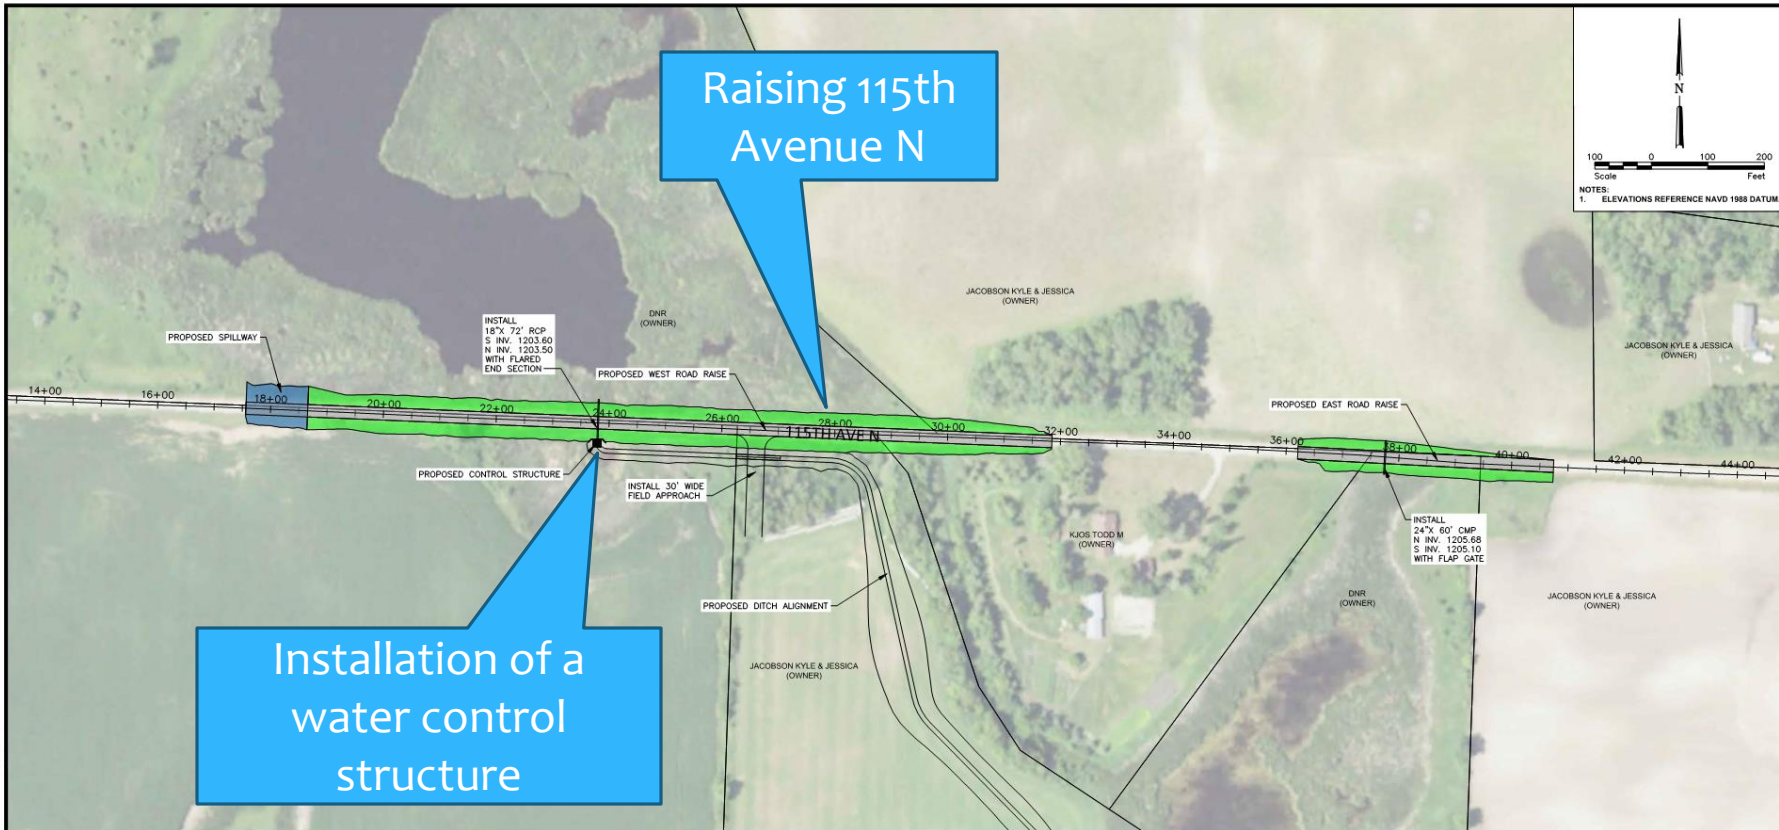 Raising 115th
Avenue N
N
100 0 100 200
Scale Feet
NOTES:
1. ELEVATIONS REFERENCE NAVD 1988 DATUM
JACOBSON KYLE & JESSICA
(OWNER)
DNR
(OWNER)
JACOBSON KYLE & JESSICA
(OWNER)
PROPOSED SPILLWAY
INSTALL
18"X 72' RCP
S INV. 1203.60
N INV. 1203.50
WITH FLARED
END SECTION
PROPOSED WEST ROAD RAISE
PROPOSED EAST ROAD RAISE
14+00 16+00 18+00 20+00 22+00 24+00 26+00 28+00 30+00 32+00 34+00 36+00 38+00 40+00 42+00 44+00
115TH AVE N
PROPOSED CONTROL STRUCTURE
INSTALL 30' WIDE
FIELD APPROACH
KJOS TODD M
(OWNER)
INSTALL
24"X 60' CMP
N INV. 1205.68
S INV. 1205.10
WITH FLAP GATE
PROPOSED DITCH ALIGNMENT
DNR
(OWNER)
JACOBSON KYLE & JESSICA
(OWNER)
JACOBSON KYLE & JESSICA
(OWNER)
Installation of a
water control
structure